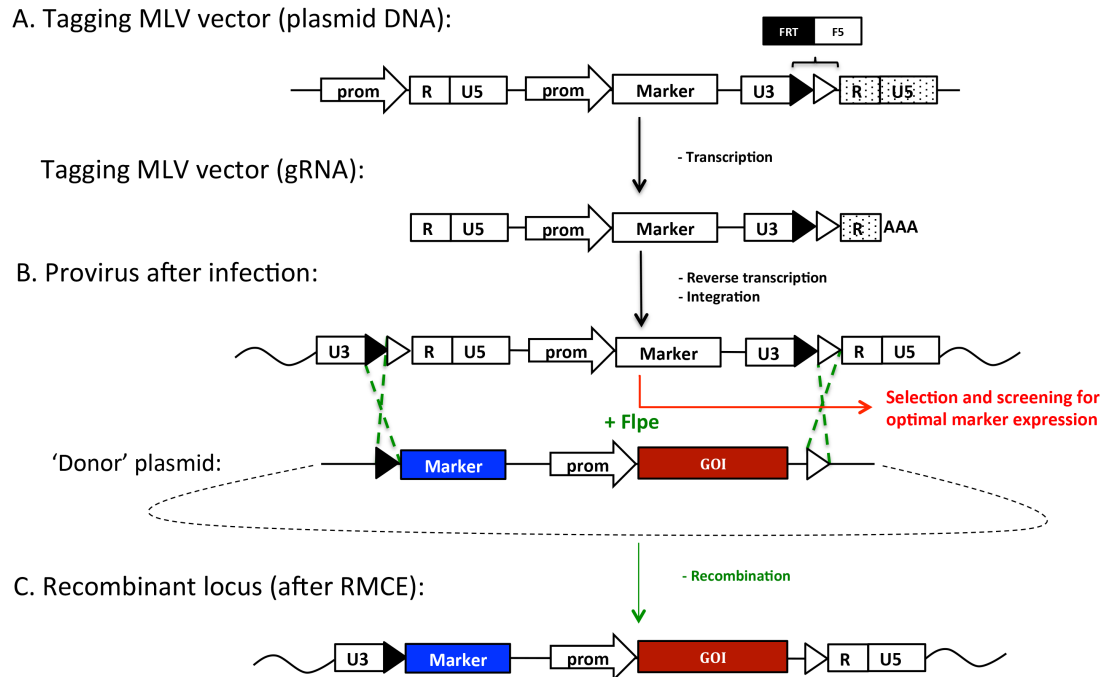 A. Tagging MLV vector (plasmid DNA):
FRT F5
prom R U5 prom Marker U3 R U5
- Transcription
Tagging MLV vector (gRNA):
R U5 prom Marker U3 R AAA
B. Provirus after infection:
- Reverse transcription
- Integration
U3 R U5 prom Marker U3 R U5
Selection and screening for
optimal marker expression
+ Flpe
‘Donor’ plasmid:
Marker prom GOI
- Recombination
C. Recombinant locus (after RMCE):
U3 Marker prom GOI R U5